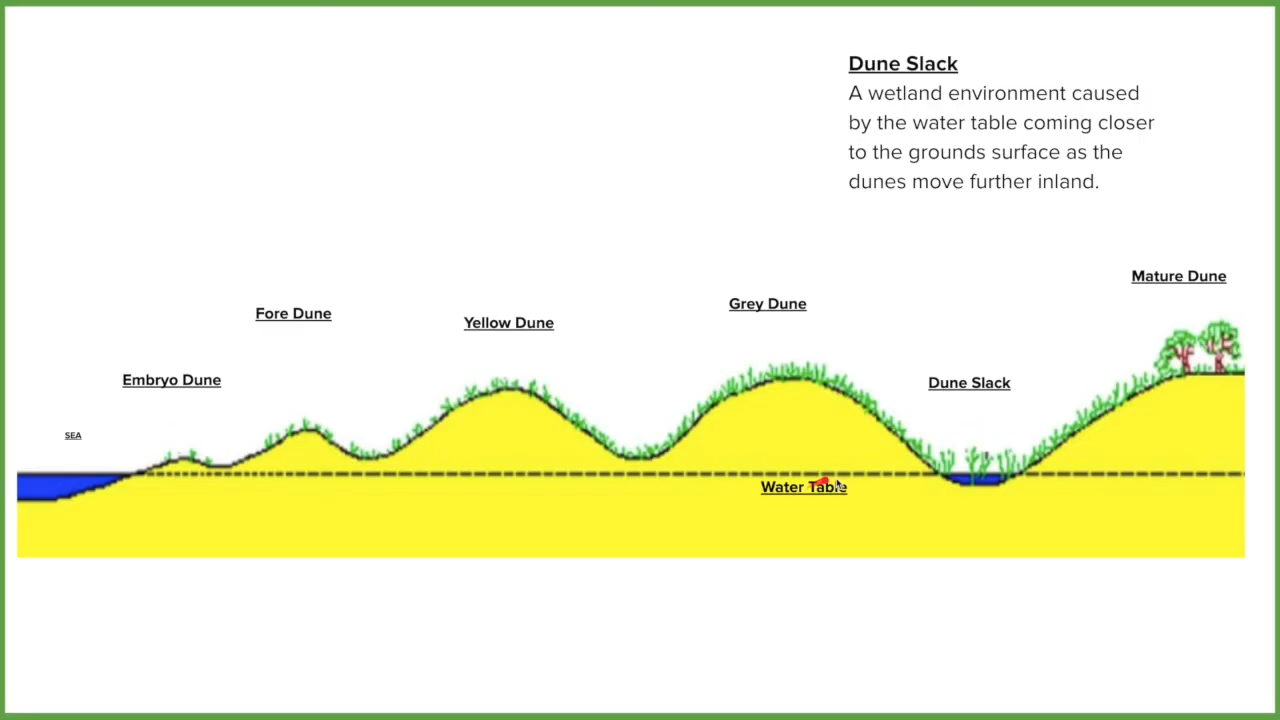 Dune Slack
A wetland environment caused
by the water table coming closer
to the grounds surface as the
dunes move further inland.
Mature Dune
Grey Dune
Fore Dune
Yellow Dune
Embryo Dune
Dune Slack
SEA
Water Table